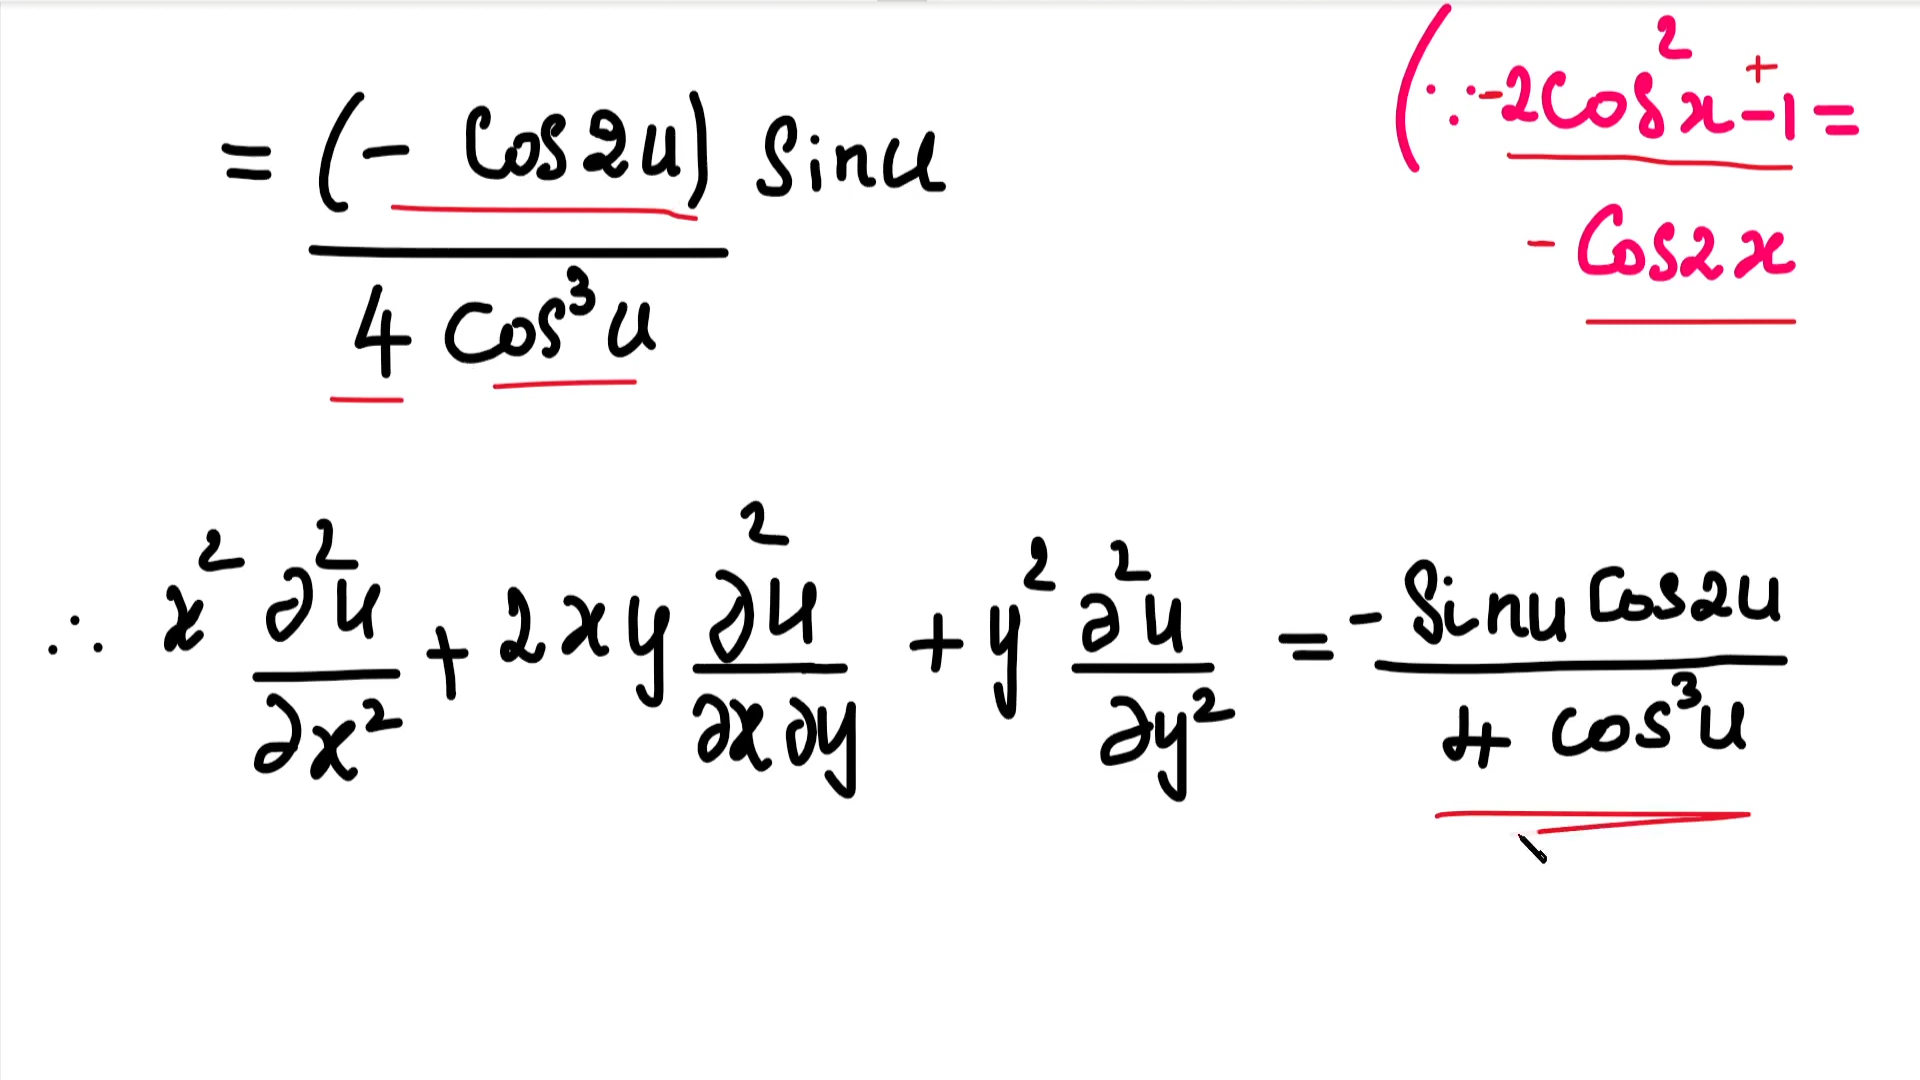 = (- Cos2u) Sinu / 4 Cos³u
(∵ -2Cos²x +-1 =
- Cos2x
∴ x² ∂²u/∂x² + 2xy ∂²u/∂x∂y + y² ∂²u/∂y² = - Sinu Cos2u / 4 cos³u